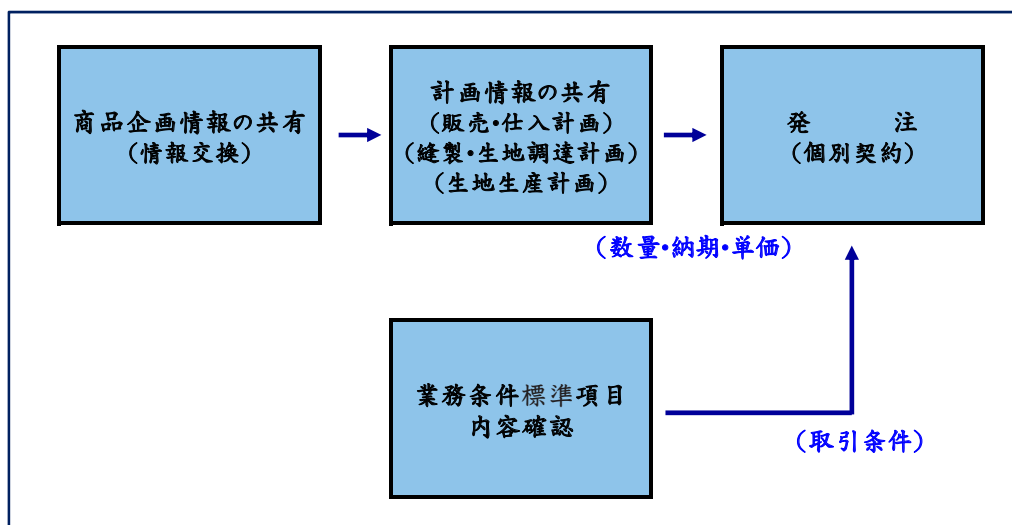 商品企画情報の共有
(情報交換)
計画情報の共有
(販売・仕入計画)
(縫製・生地調達計画)
(生地生産計画)
発　　注
(個別契約)
(数量・納期・単価)
業務条件標準項目
内容確認
(取引条件)